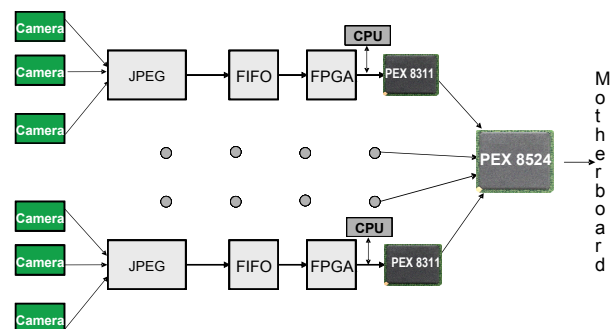 Camera
Camera
Camera
JPEG
FIFO
FPGA
CPU
PEX 8311
PEX 8524
Motherboard
Camera
Camera
Camera
JPEG
FIFO
FPGA
CPU
PEX 8311